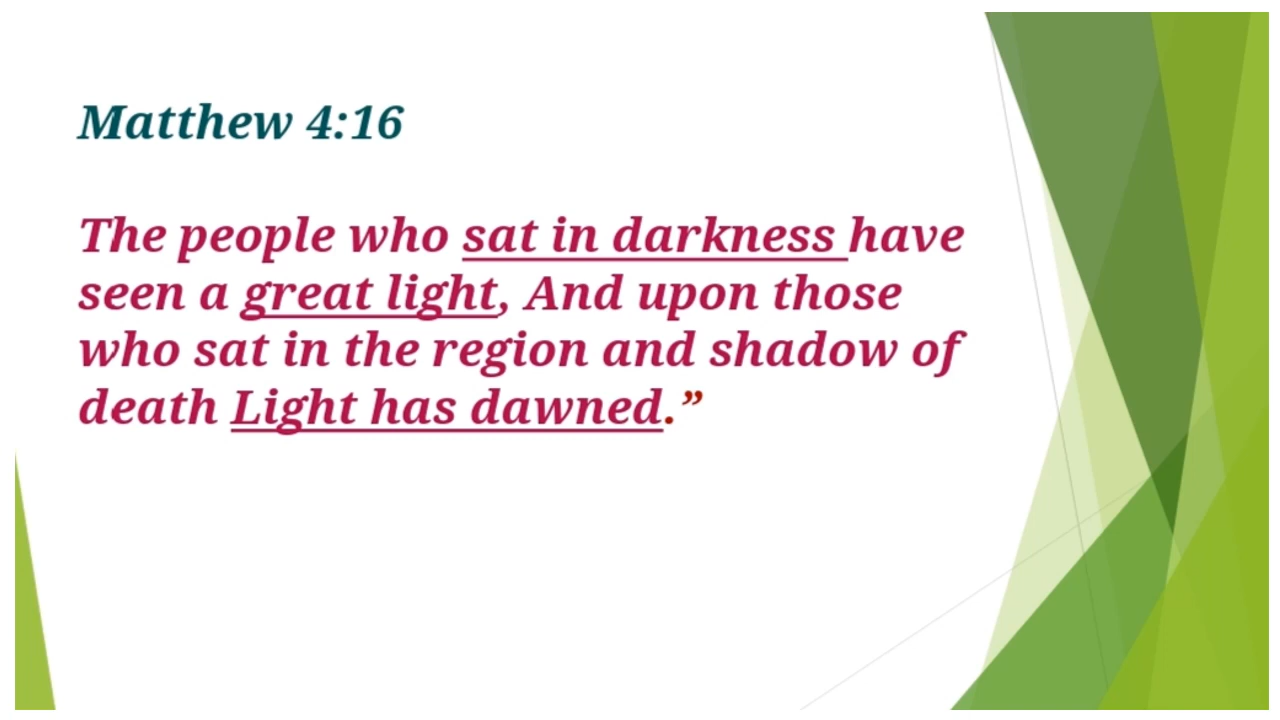 Matthew 4:16
The people who sat in darkness have
seen a great light, And upon those
who sat in the region and shadow of
death Light has dawned.”